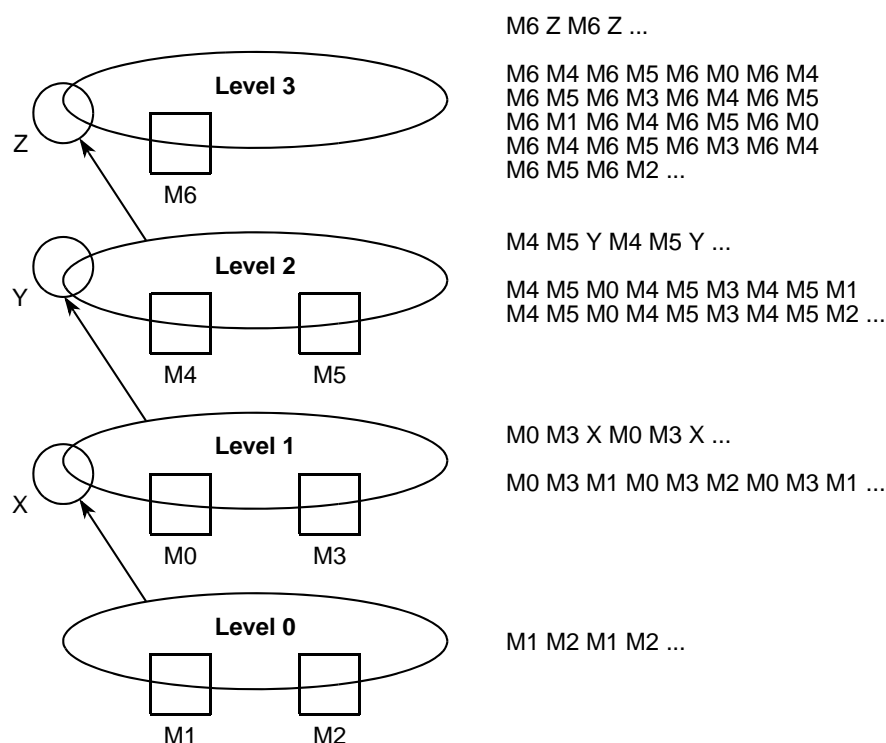 M6 Z M6 Z ...
Level 3
M6 M4 M6 M5 M6 M0 M6 M4
M6 M5 M6 M3 M6 M4 M6 M5
M6 M1 M6 M4 M6 M5 M6 M0
M6 M4 M6 M5 M6 M3 M6 M4
M6 M5 M6 M2 ...
Z
M6
M4 M5 Y M4 M5 Y ...
Level 2
M4 M5 M0 M4 M5 M3 M4 M5 M1
M4 M5 M0 M4 M5 M3 M4 M5 M2 ...
Y
M4 M5
M0 M3 X M0 M3 X ...
Level 1
M0 M3 M1 M0 M3 M2 M0 M3 M1 ...
X
M0 M3
Level 0
M1 M2 M1 M2 ...
M1 M2